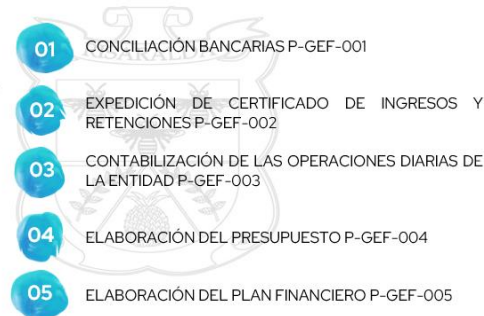 RISARALDA
01 CONCILIACIÓN BANCARIAS P-GEF-001
02 EXPEDICIÓN DE CERTIFICADO DE INGRESOS Y
RETENCIONES P-GEF-002
03 CONTABILIZACIÓN DE LAS OPERACIONES DIARIAS DE
LA ENTIDAD P-GEF-003
04 ELABORACIÓN DEL PRESUPUESTO P-GEF-004
05 ELABORACIÓN DEL PLAN FINANCIERO P-GEF-005